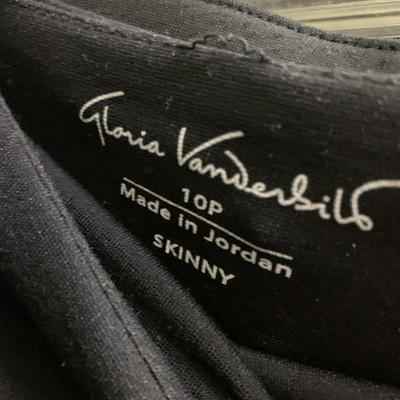 Gloria Vanderbilt
10P
Made in Jordan
SKINNY